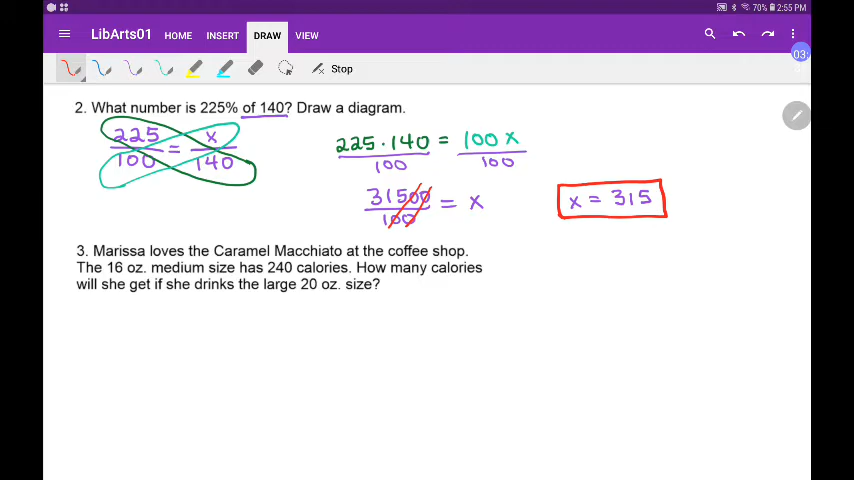 70% 2:55 PM
LibArts01 HOME INSERT DRAW VIEW
03:
Stop
2. What number is 225% of 140? Draw a diagram.
225/100 = x/140
225·140/100 = 100x/100
31500/100 = x
x = 315
3. Marissa loves the Caramel Macchiato at the coffee shop.
The 16 oz. medium size has 240 calories. How many calories
will she get if she drinks the large 20 oz. size?